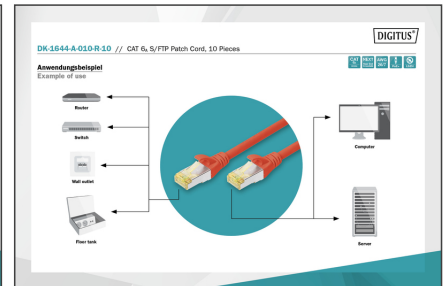 DIGITUS®
DK-1644-A-010-R-10 // CAT 6A S/FTP Patch Cord, 10 Pieces
Anwendungsbeispiel
Example of use
Router
Switch
Wall outlet
Floor tank
Computer
Server